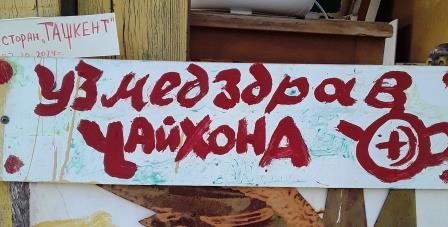 сторан „ТАШКЕНТ"
узмедздрав
ЧАЙХОНА